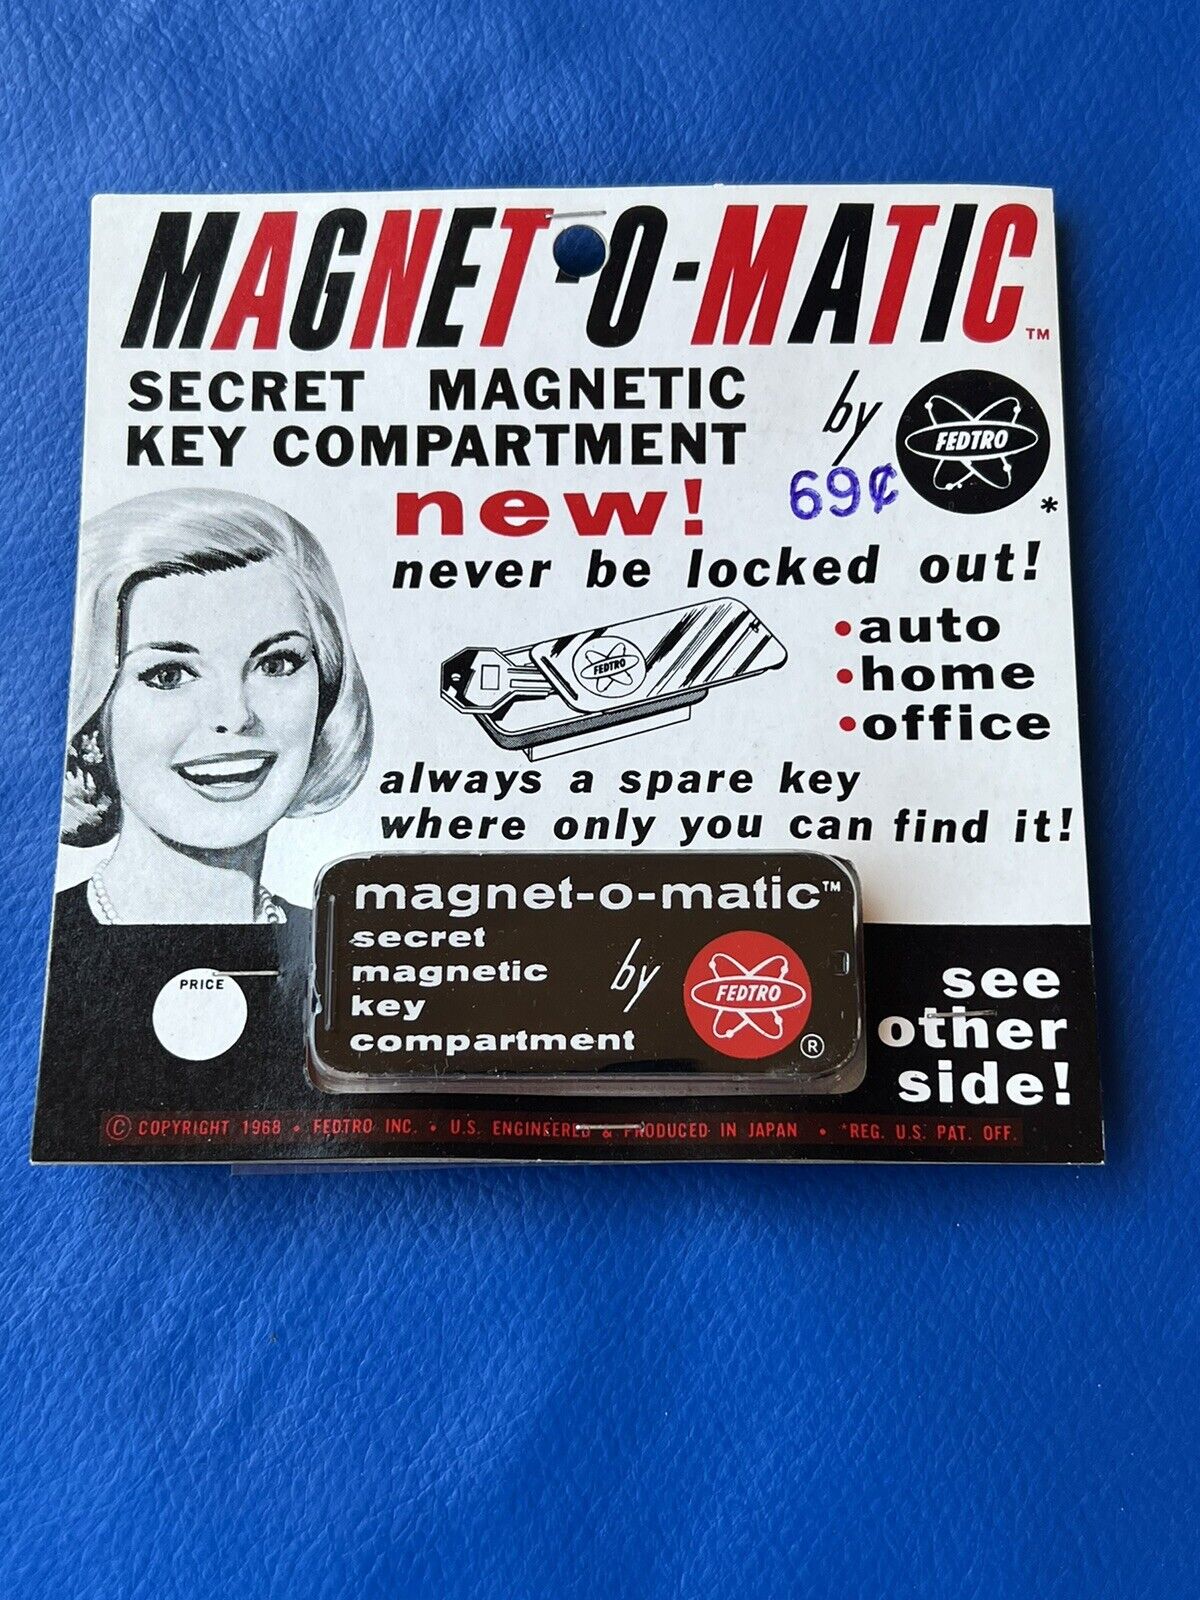 MAGNET-O-MATIC™
SECRET MAGNETIC
KEY COMPARTMENT
by FEDTRO *
69¢
new!
never be locked out!
•auto
•home
•office
FEDTRO
always a spare key
where only you can find it!
magnet-o-matic™
secret
magnetic
key
compartment
by FEDTRO ®
PRICE
see
other
side!
© COPYRIGHT 1968 • FEDTRO INC. • U.S. ENGINEERED & PRODUCED IN JAPAN • *REG. U.S. PAT. OFF.